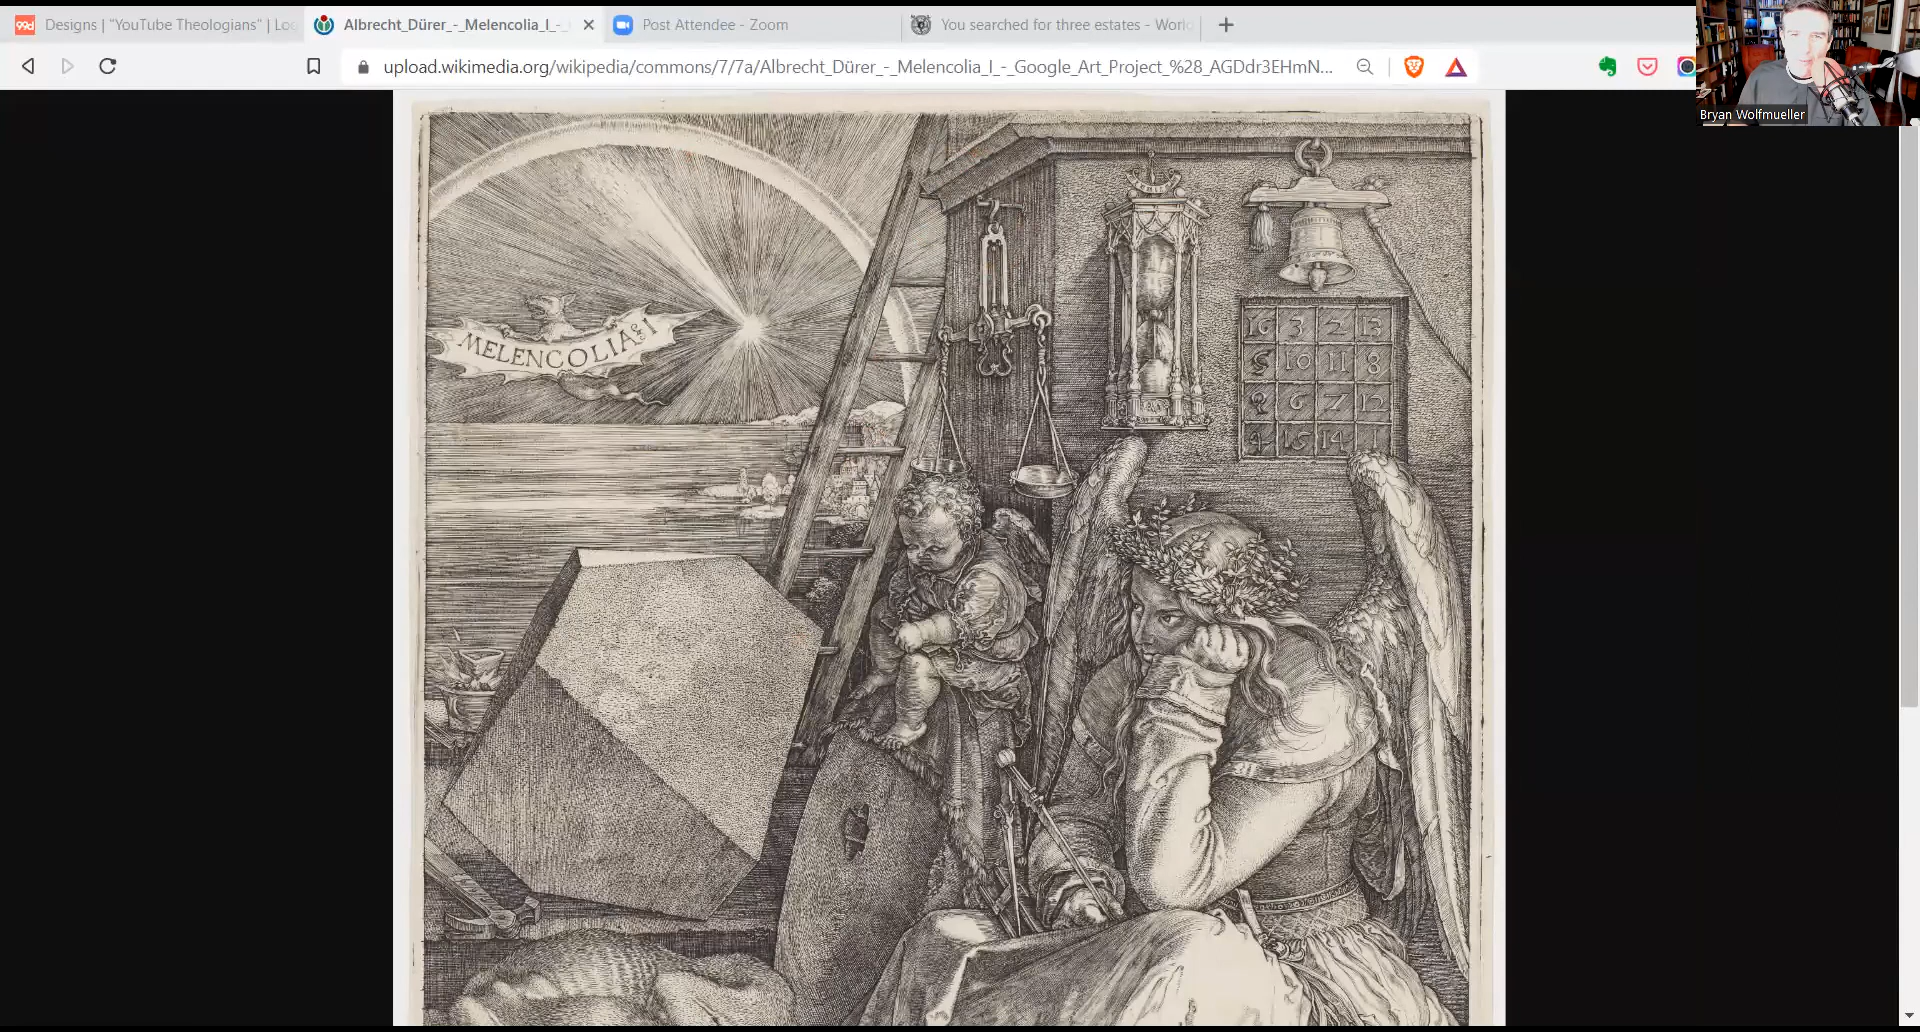 Designs | "YouTube Theologians" | Lo
Albrecht_Dürer_-_Melencolia_I_-_
Post Attendee - Zoom
You searched for three estates - World
upload.wikimedia.org/wikipedia/commons/7/7a/Albrecht_Dürer_-_Melencolia_I_-_Google_Art_Project_%28_AGDdr3EHmN...
Bryan Wolfmueller
MELENCOLIA § I
16 3 2 13
5 10 11 8
9 6 7 12
4 15 14 1